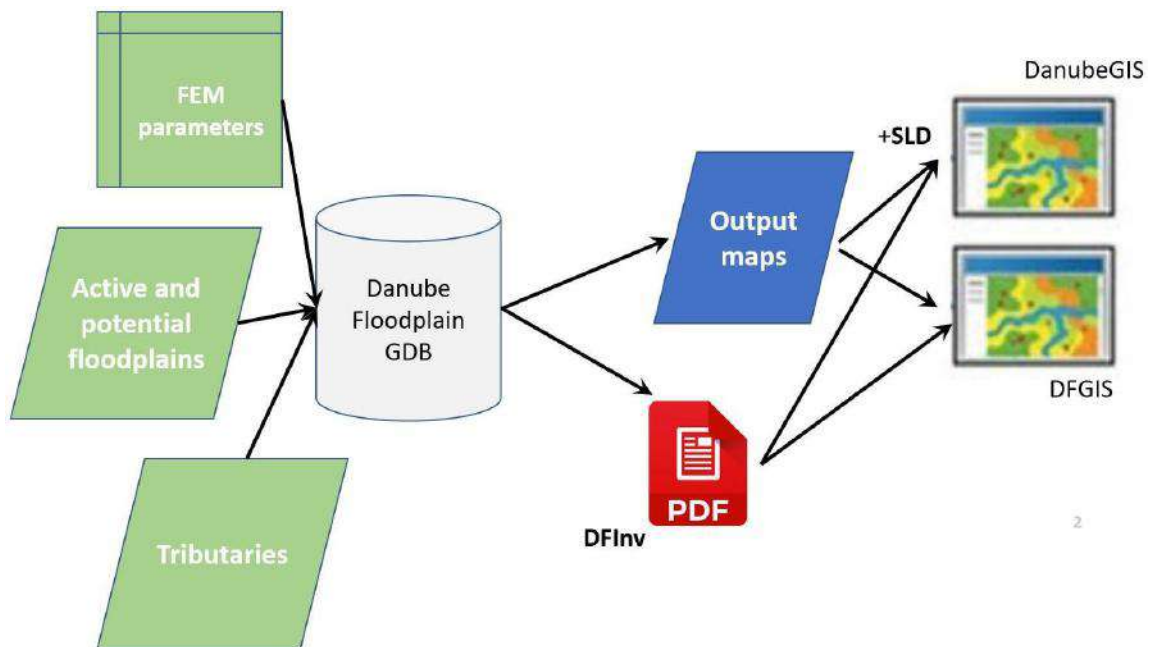 FEM
parameters
Active and
potential
floodplains
Tributaries
Danube
Floodplain
GDB
Output
maps
PDF
DFInv
+SLD
DanubeGIS
DFGIS
2